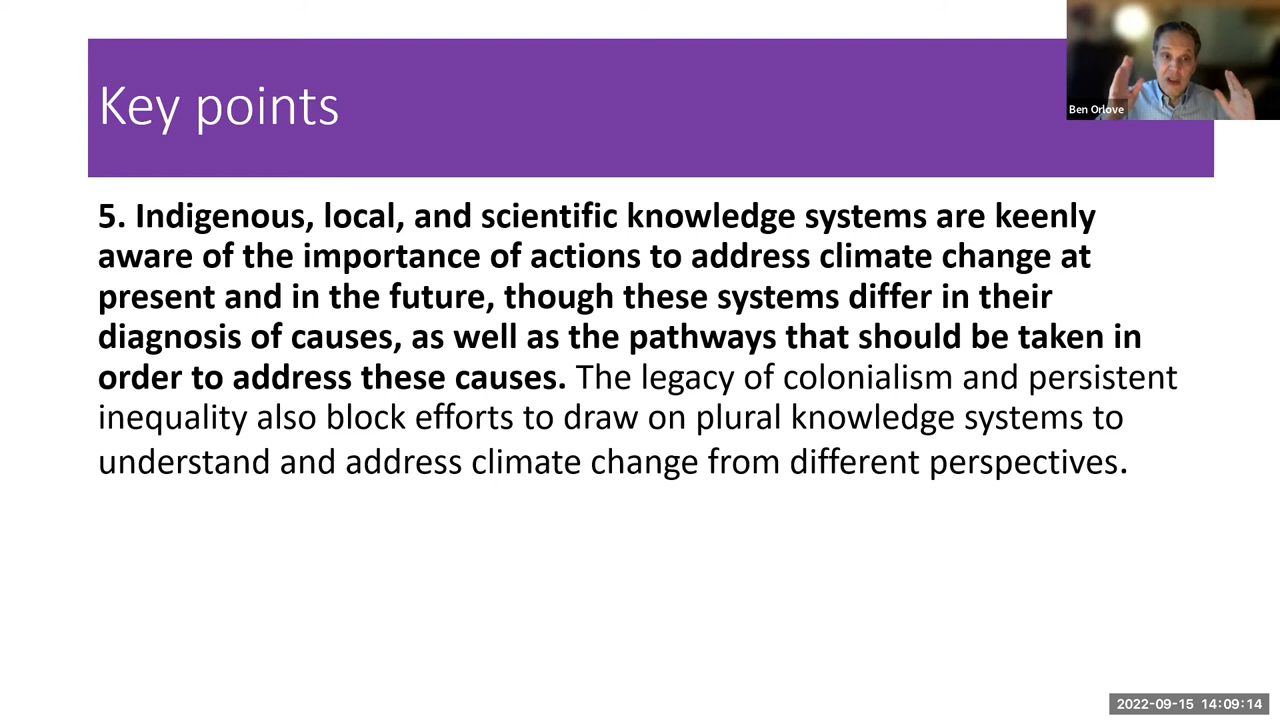 Key points
Ben Orlove
5. Indigenous, local, and scientific knowledge systems are keenly
aware of the importance of actions to address climate change at
present and in the future, though these systems differ in their
diagnosis of causes, as well as the pathways that should be taken in
order to address these causes. The legacy of colonialism and persistent
inequality also block efforts to draw on plural knowledge systems to
understand and address climate change from different perspectives.
2022-09-15 14:09:14